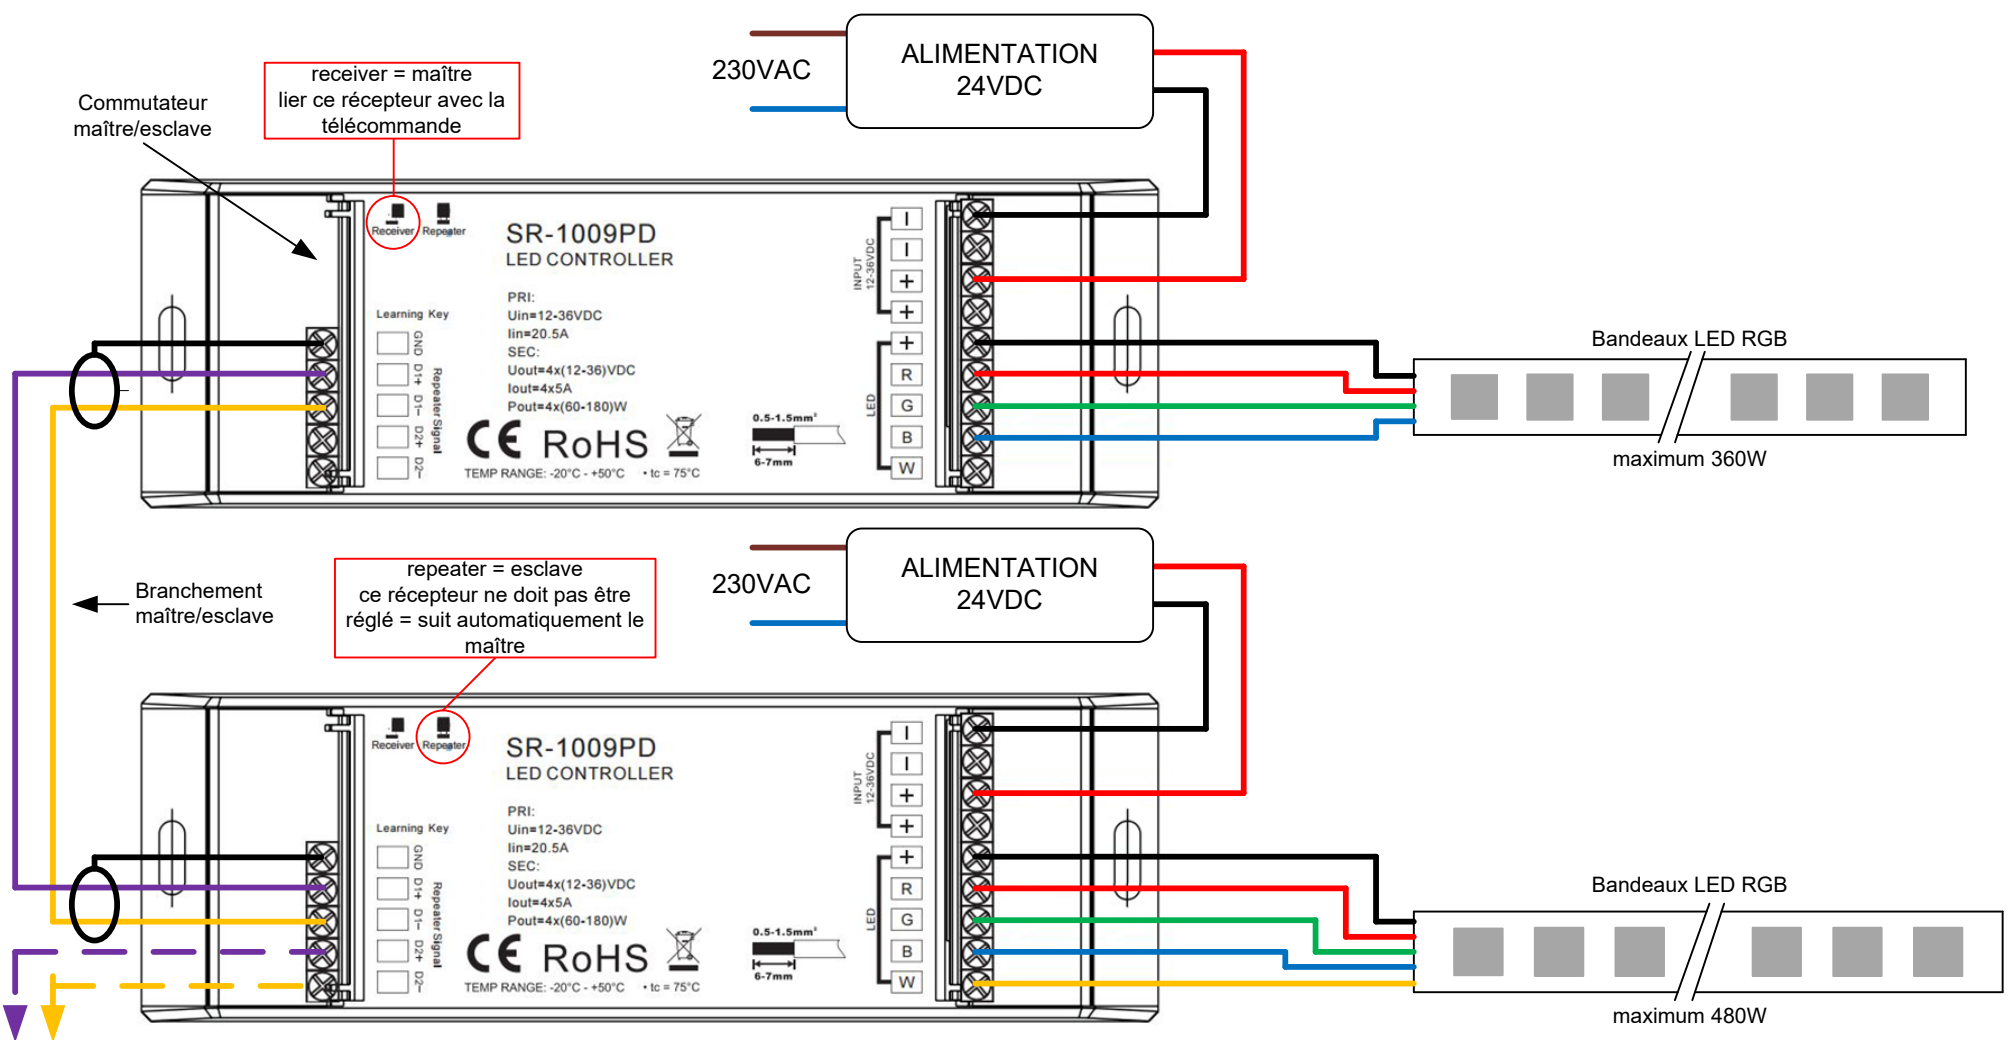 230VAC
ALIMENTATION
24VDC
Commutateur
maître/esclave
receiver = maître
lier ce récepteur avec la
télécommande
Receiver
Repeater
SR-1009PD
LED CONTROLLER
PRI:
Uin=12-36VDC
Iin=20.5A
SEC:
Uout=4x(12-36)VDC
Iout=4x5A
Pout=4x(60-180)W
Learning Key
GND
D1+
D1-
D2+
D2-
Repeater Signal
CE RoHS
TEMP RANGE: -20°C - +50°C • tc = 75°C
0.5-1.5mm²
6-7mm
INPUT
12-36VDC
+
+
LED
+
R
G
B
W
Bandeaux LED RGB
maximum 360W
230VAC
ALIMENTATION
24VDC
Branchement
maître/esclave
repeater = esclave
ce récepteur ne doit pas être
réglé = suit automatiquement le
maître
Receiver
Repeater
SR-1009PD
LED CONTROLLER
PRI:
Uin=12-36VDC
Iin=20.5A
SEC:
Uout=4x(12-36)VDC
Iout=4x5A
Pout=4x(60-180)W
Learning Key
GND
D1+
D1-
D2+
D2-
Repeater Signal
CE RoHS
TEMP RANGE: -20°C - +50°C • tc = 75°C
0.5-1.5mm²
6-7mm
INPUT
12-36VDC
+
+
LED
+
R
G
B
W
Bandeaux LED RGB
maximum 480W